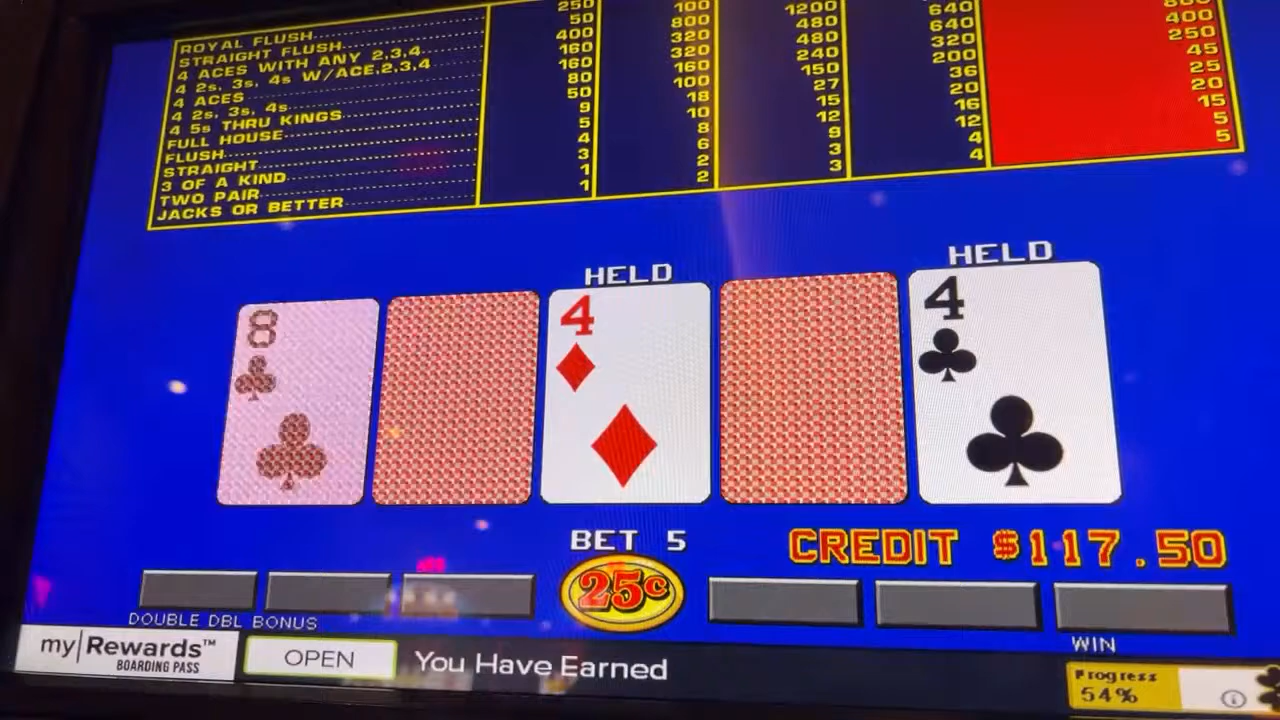 ROYAL FLUSH 250
STRAIGHT FLUSH 50 100
4 ACES WITH ANY 2,3,4 400 800 1200
4 2s, 3s, 4s W/ACE,2,3,4 160 320 480 640
4 ACES 160 320 480 640 800
4 2s, 3s, 4s 80 160 240 320 400
4 5s THRU KINGS 50 100 150 200 250
FULL HOUSE 9 18 27 36 45
FLUSH 5 10 15 20 25
STRAIGHT 4 8 12 16 20
3 OF A KIND 3 6 9 12 15
TWO PAIR 1 2 3 4 5
JACKS OR BETTER 1 2 3 4 5
HELD HELD
8 4 4
BET 5 CREDIT $117.50
25¢
DOUBLE DBL BONUS WIN
my|Rewards™
BOARDING PASS
OPEN
You Have Earned
Progress
54%